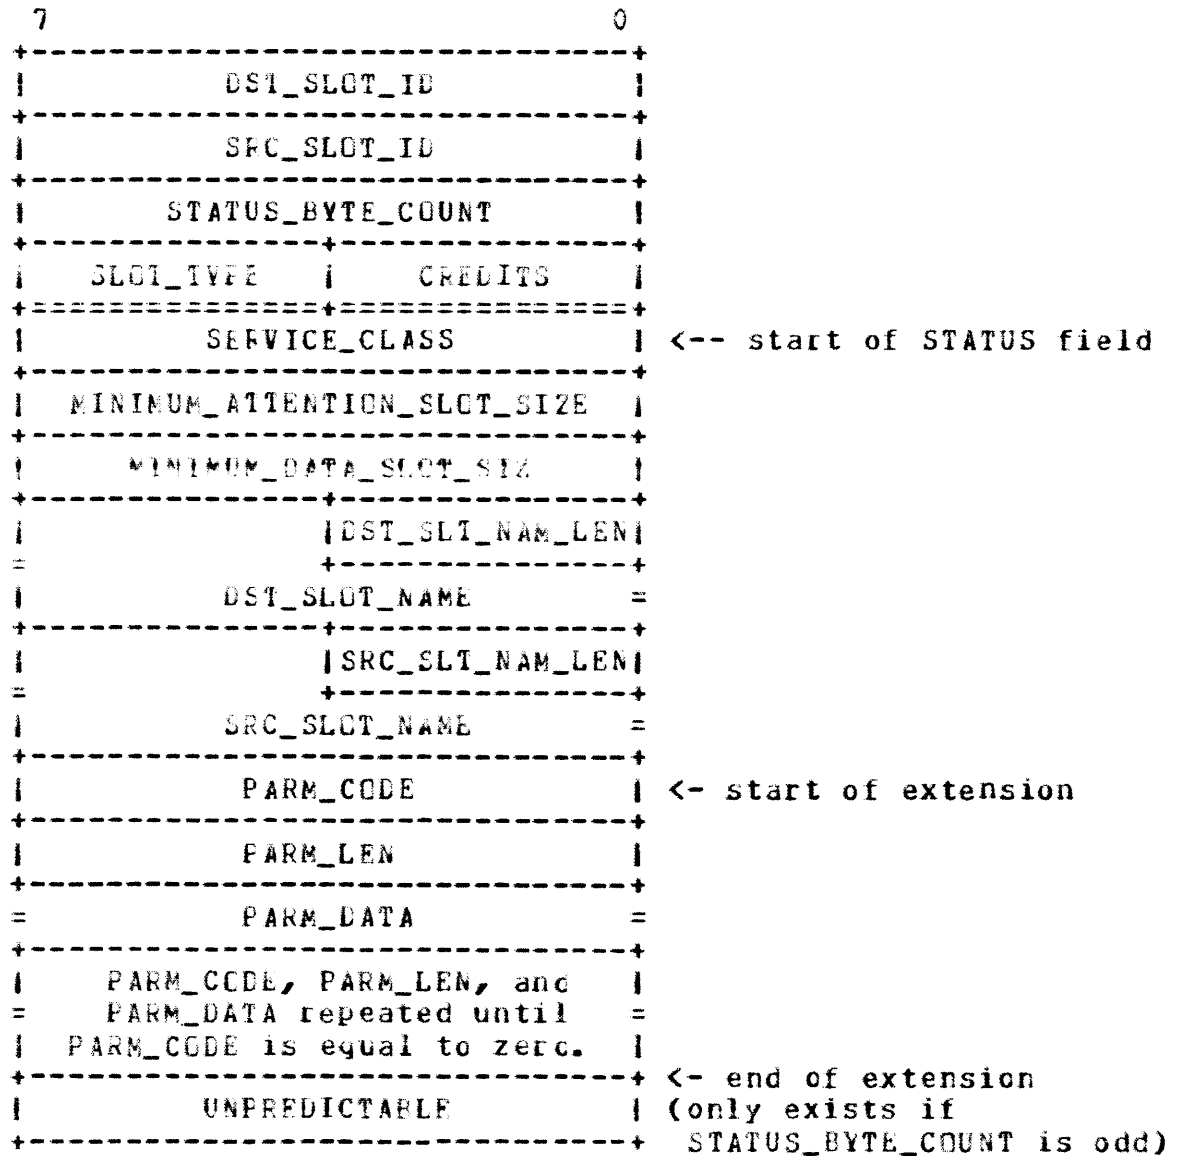 7 0
DST_SLOT_ID
SRC_SLOT_ID
STATUS_BYTE_COUNT
SLOT_TYPE CREDITS
SERVICE_CLASS <-- start of STATUS field
MINIMUM_ATTENTION_SLOT_SIZE
MINIMUM_DATA_SLOT_SIZ
DST_SLT_NAM_LEN
DST_SLOT_NAME
SRC_SLT_NAM_LEN
SRC_SLOT_NAME
PARM_CODE <- start of extension
PARM_LEN
PARM_DATA
PARM_CODE, PARM_LEN, and
PARM_DATA repeated until
PARM_CODE is equal to zero.
<- end of extension
UNPREDICTABLE (only exists if
STATUS_BYTE_COUNT is odd)